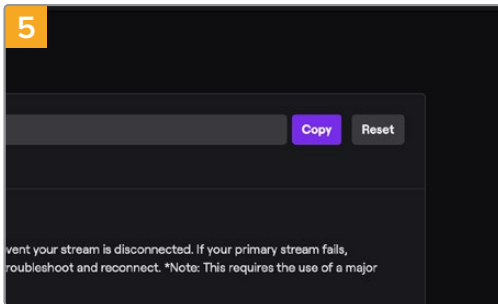 5
Copy Reset
vent your stream is disconnected. If your primary stream fails,
roubleshoot and reconnect. *Note: This requires the use of a major